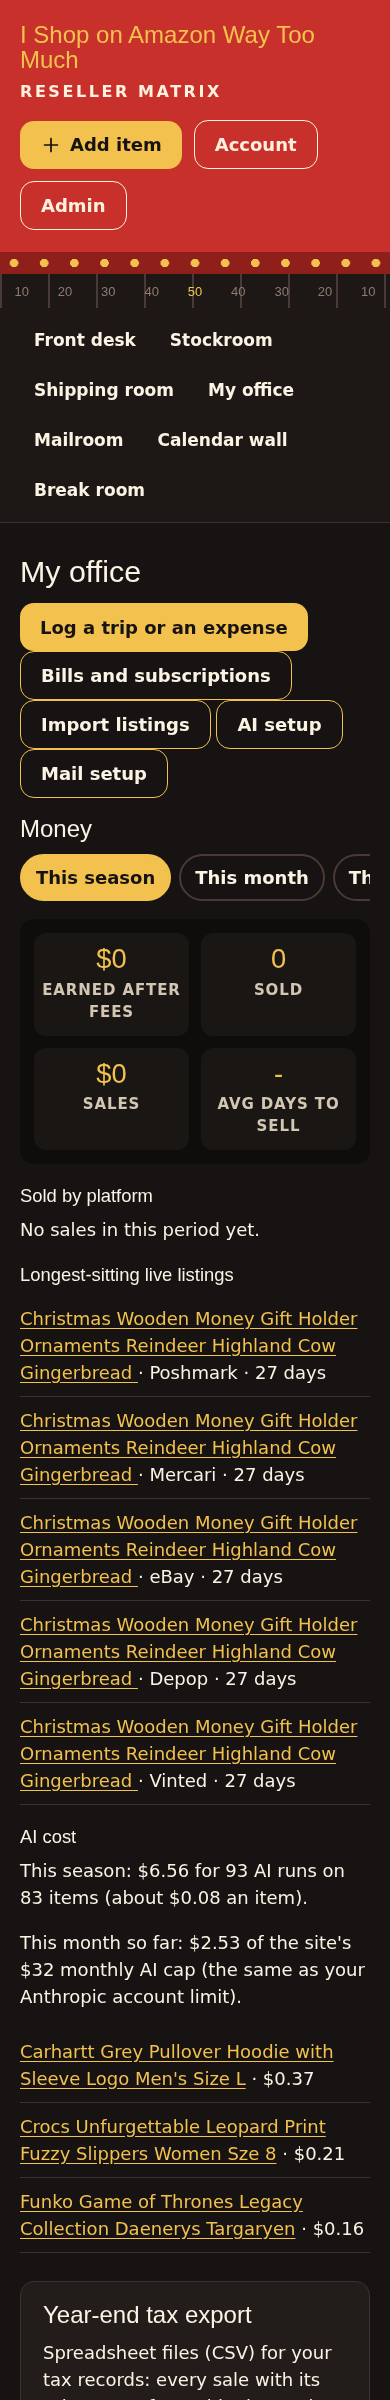 I Shop on Amazon Way Too
Much
RESELLER MATRIX
+ Add item
Account
Admin
10 20 30 40 50 40 30 20 10
Front desk Stockroom
Shipping room My office
Mailroom Calendar wall
Break room
My office
Log a trip or an expense
Bills and subscriptions
Import listings AI setup
Mail setup
Money
This season This month Th
$0 0
EARNED AFTER SOLD
FEES
$0 -
SALES AVG DAYS TO
SELL
Sold by platform
No sales in this period yet.
Longest-sitting live listings
Christmas Wooden Money Gift Holder
Ornaments Reindeer Highland Cow
Gingerbread · Poshmark · 27 days
Christmas Wooden Money Gift Holder
Ornaments Reindeer Highland Cow
Gingerbread · Mercari · 27 days
Christmas Wooden Money Gift Holder
Ornaments Reindeer Highland Cow
Gingerbread · eBay · 27 days
Christmas Wooden Money Gift Holder
Ornaments Reindeer Highland Cow
Gingerbread · Depop · 27 days
Christmas Wooden Money Gift Holder
Ornaments Reindeer Highland Cow
Gingerbread · Vinted · 27 days
AI cost
This season: $6.56 for 93 AI runs on
83 items (about $0.08 an item).
This month so far: $2.53 of the site's
$32 monthly AI cap (the same as your
Anthropic account limit).
Carhartt Grey Pullover Hoodie with
Sleeve Logo Men's Size L · $0.37
Crocs Unfurgettable Leopard Print
Fuzzy Slippers Women Sze 8 · $0.21
Funko Game of Thrones Legacy
Collection Daenerys Targaryen · $0.16
Year-end tax export
Spreadsheet files (CSV) for your
tax records: every sale with its